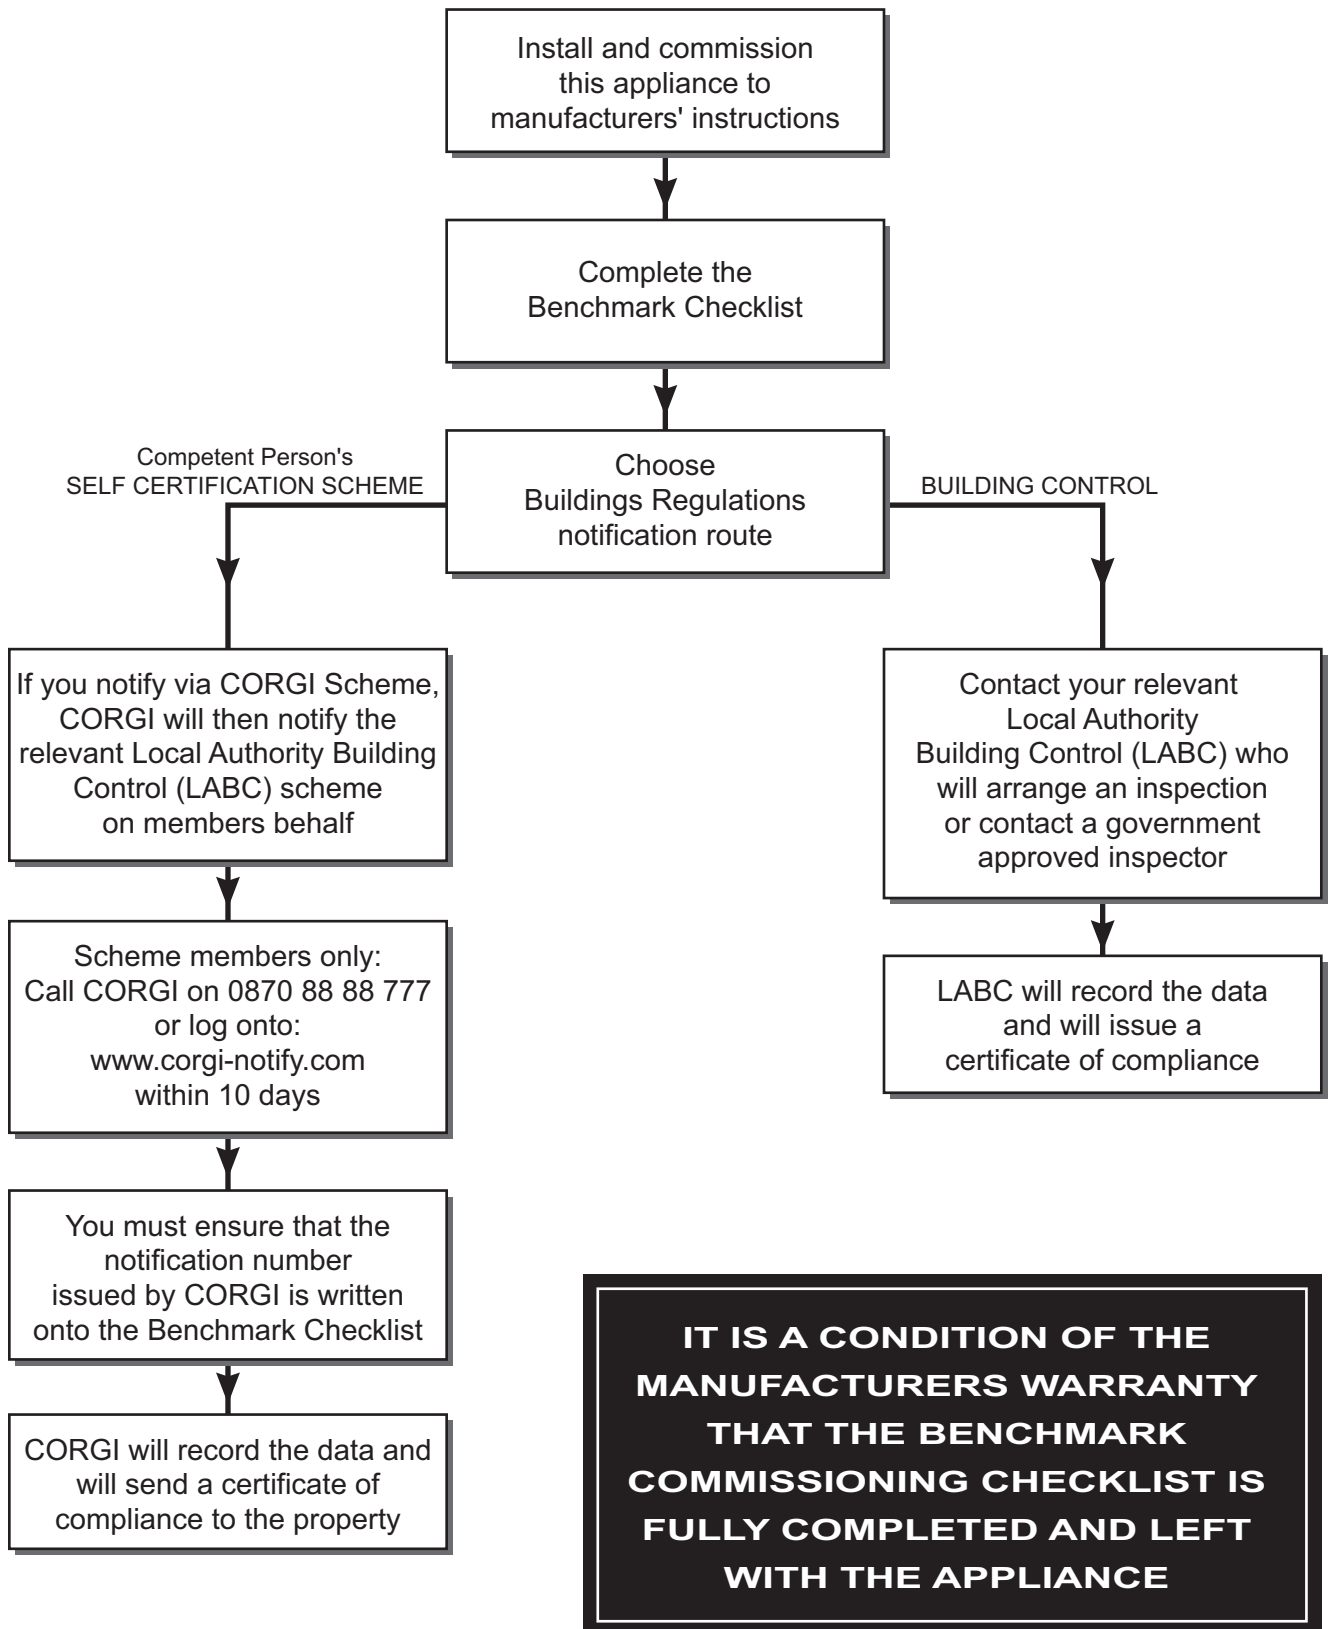 Install and commission
this appliance to
manufacturers' instructions
Complete the
Benchmark Checklist
Choose
Buildings Regulations
notification route
Competent Person's
SELF CERTIFICATION SCHEME
BUILDING CONTROL
If you notify via CORGI Scheme,
CORGI will then notify the
relevant Local Authority Building
Control (LABC) scheme
on members behalf
Scheme members only:
Call CORGI on 0870 88 88 777
or log onto:
www.corgi-notify.com
within 10 days
You must ensure that the
notification number
issued by CORGI is written
onto the Benchmark Checklist
CORGI will record the data and
will send a certificate of
compliance to the property
Contact your relevant
Local Authority
Building Control (LABC) who
will arrange an inspection
or contact a government
approved inspector
LABC will record the data
and will issue a
certificate of compliance
IT IS A CONDITION OF THE
MANUFACTURERS WARRANTY
THAT THE BENCHMARK
COMMISSIONING CHECKLIST IS
FULLY COMPLETED AND LEFT
WITH THE APPLIANCE